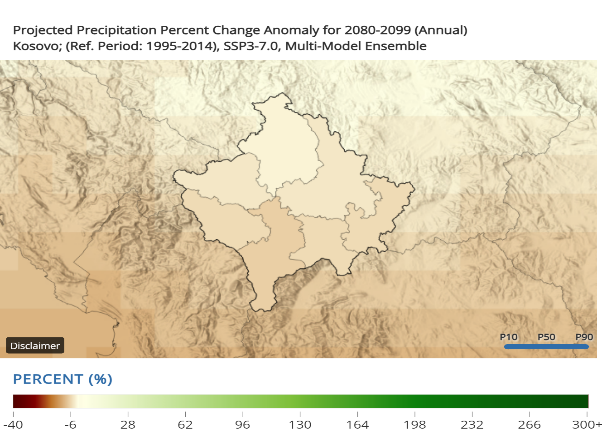 Projected Precipitation Percent Change Anomaly for 2080-2099 (Annual)
Kosovo; (Ref. Period: 1995-2014), SSP3-7.0, Multi-Model Ensemble
Disclaimer
P10 P50 P90
PERCENT (%)
-40 -6 28 62 96 130 164 198 232 266 300+